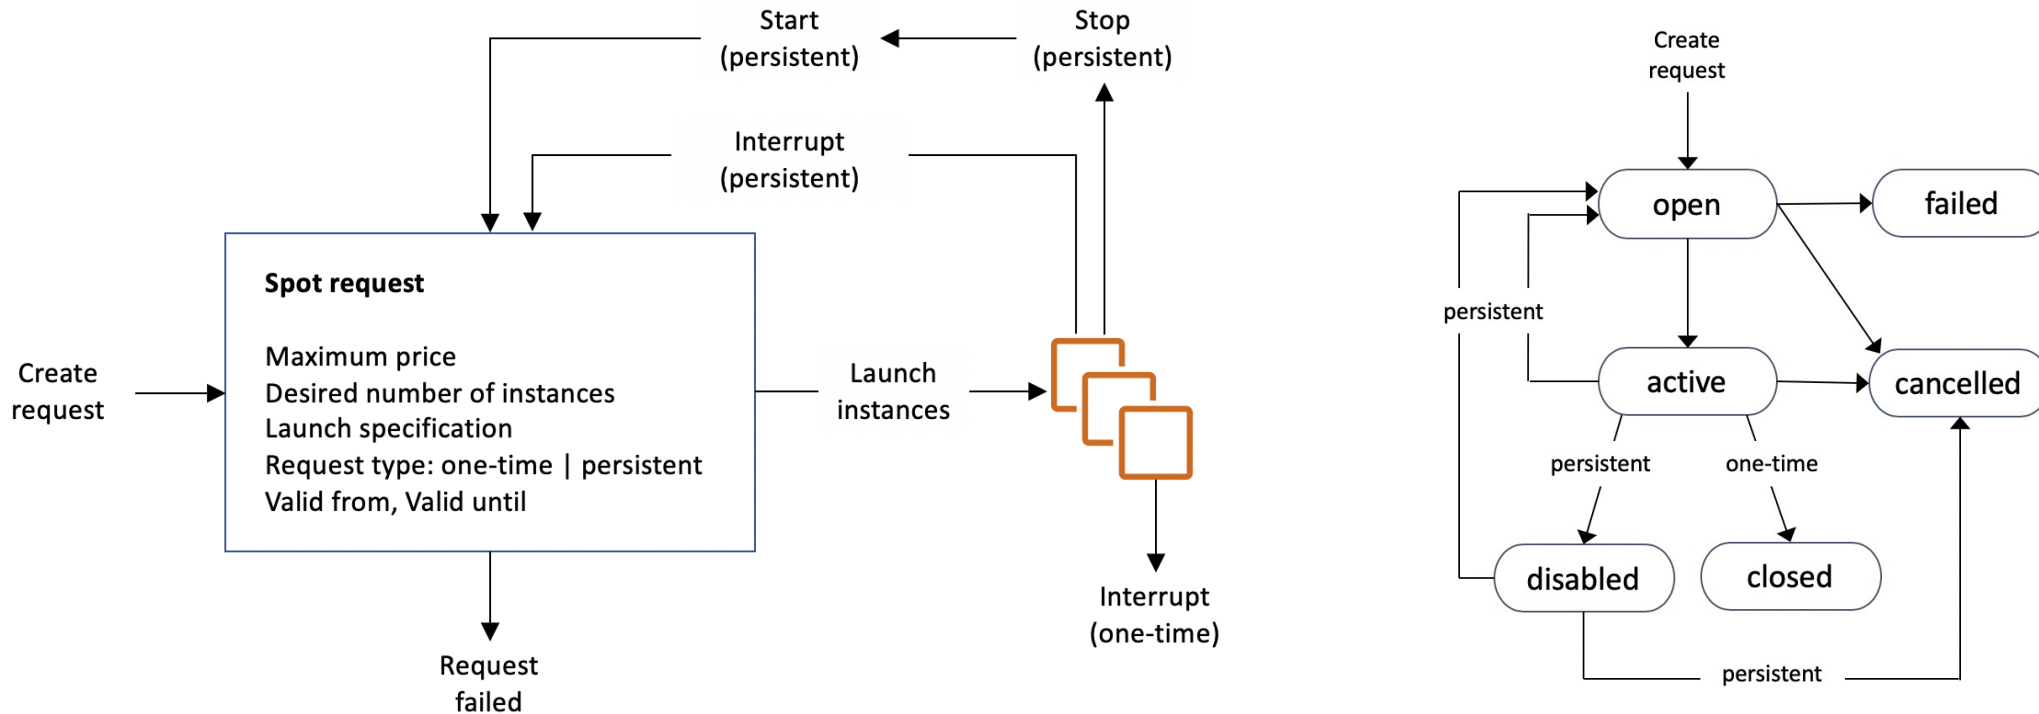 Start
(persistent)
Stop
(persistent)
Interrupt
(persistent)
Spot request
Maximum price
Desired number of instances
Launch specification
Request type: one-time | persistent
Valid from, Valid until
Create
request
Launch
instances
Interrupt
(one-time)
Request
failed
Create
request
open
failed
persistent
active
cancelled
persistent
one-time
disabled
closed
persistent